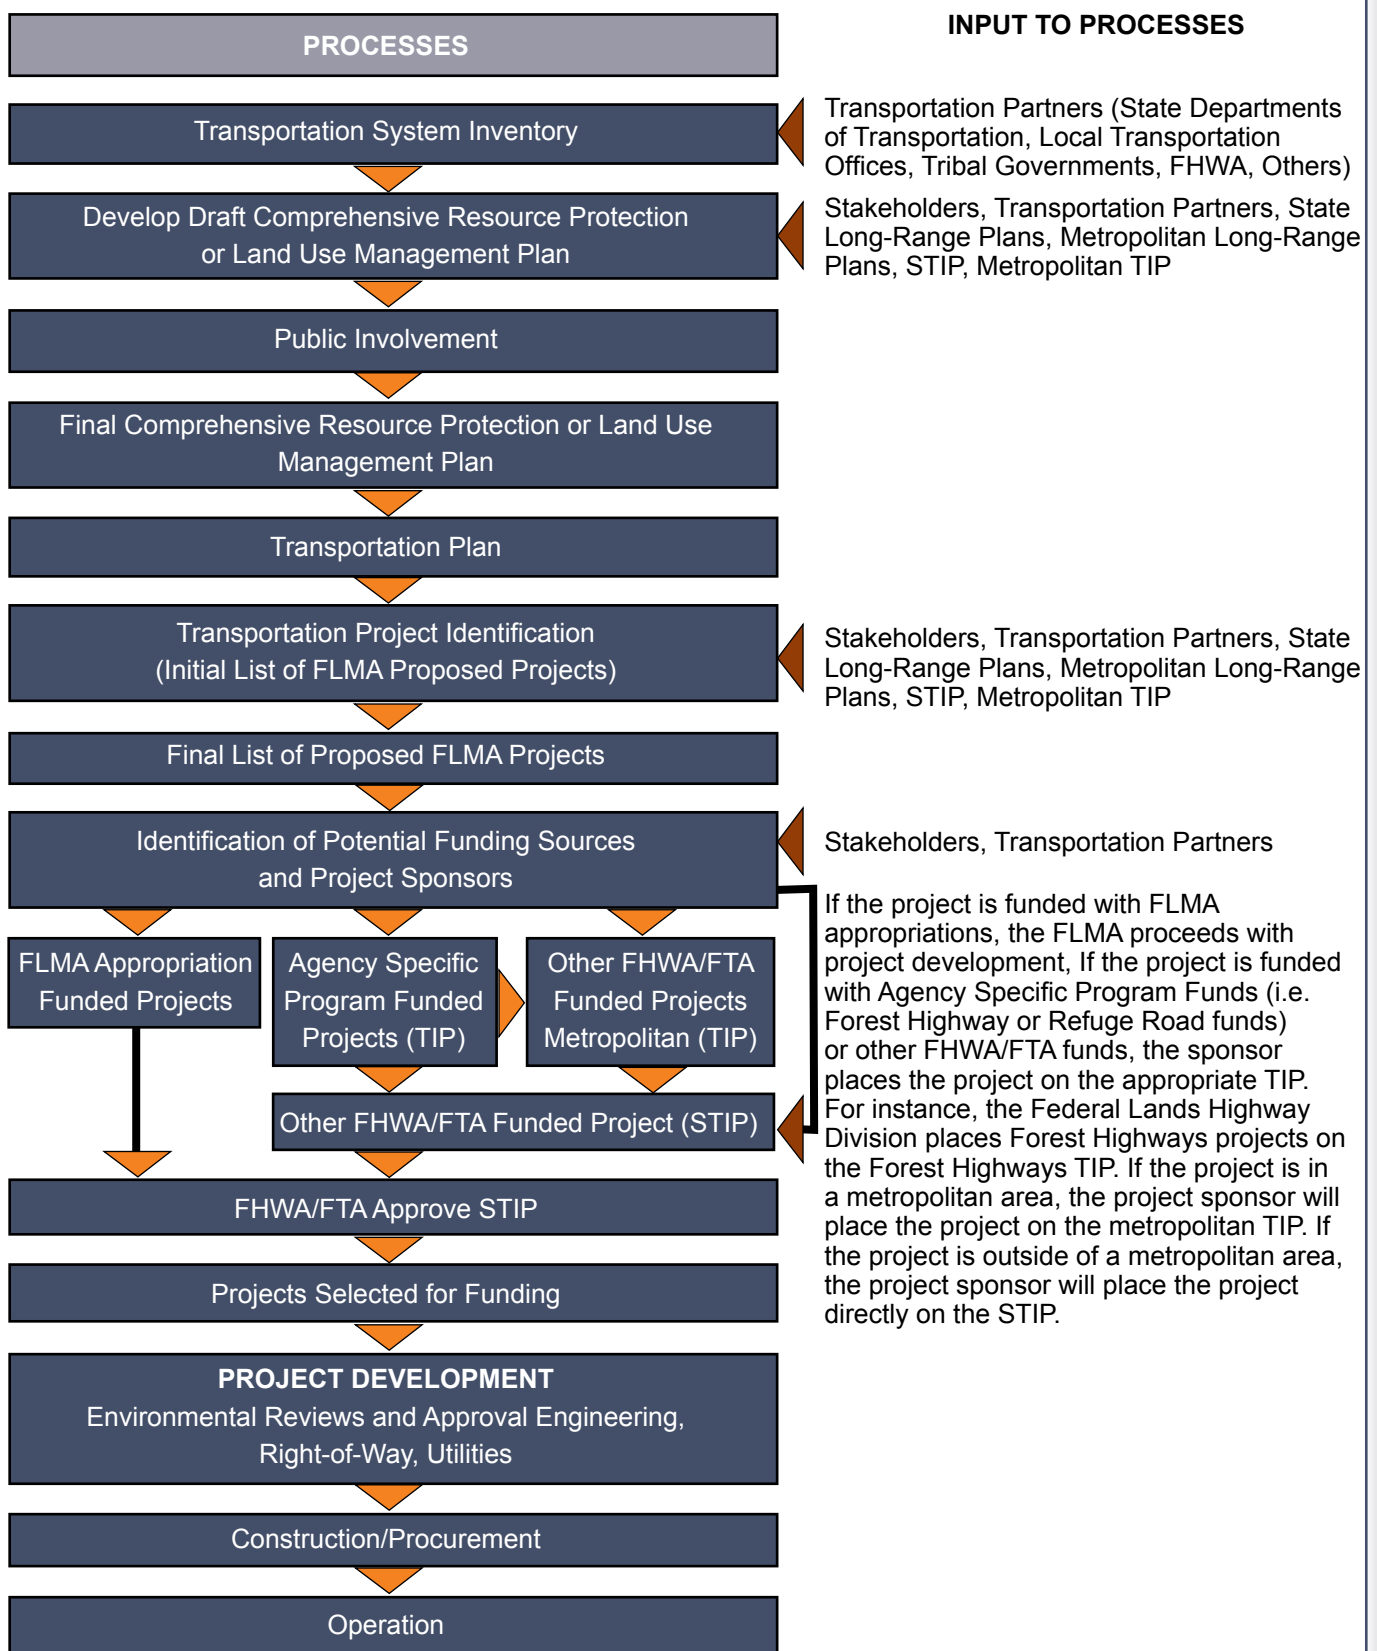 PROCESSES
INPUT TO PROCESSES
Transportation System Inventory
Transportation Partners (State Departments
of Transportation, Local Transportation
Offices, Tribal Governments, FHWA, Others)
Develop Draft Comprehensive Resource Protection
or Land Use Management Plan
Stakeholders, Transportation Partners, State
Long-Range Plans, Metropolitan Long-Range
Plans, STIP, Metropolitan TIP
Public Involvement
Final Comprehensive Resource Protection or Land Use
Management Plan
Transportation Plan
Transportation Project Identification
(Initial List of FLMA Proposed Projects)
Stakeholders, Transportation Partners, State
Long-Range Plans, Metropolitan Long-Range
Plans, STIP, Metropolitan TIP
Final List of Proposed FLMA Projects
Identification of Potential Funding Sources
and Project Sponsors
Stakeholders, Transportation Partners
FLMA Appropriation
Funded Projects
Agency Specific
Program Funded
Projects (TIP)
Other FHWA/FTA
Funded Projects
Metropolitan (TIP)
Other FHWA/FTA Funded Project (STIP)
If the project is funded with FLMA
appropriations, the FLMA proceeds with
project development, If the project is funded
with Agency Specific Program Funds (i.e.
Forest Highway or Refuge Road funds)
or other FHWA/FTA funds, the sponsor
places the project on the appropriate TIP.
For instance, the Federal Lands Highway
Division places Forest Highways projects on
the Forest Highways TIP. If the project is in
a metropolitan area, the project sponsor will
place the project on the metropolitan TIP. If
the project is outside of a metropolitan area,
the project sponsor will place the project
directly on the STIP.
FHWA/FTA Approve STIP
Projects Selected for Funding
PROJECT DEVELOPMENT
Environmental Reviews and Approval Engineering,
Right-of-Way, Utilities
Construction/Procurement
Operation